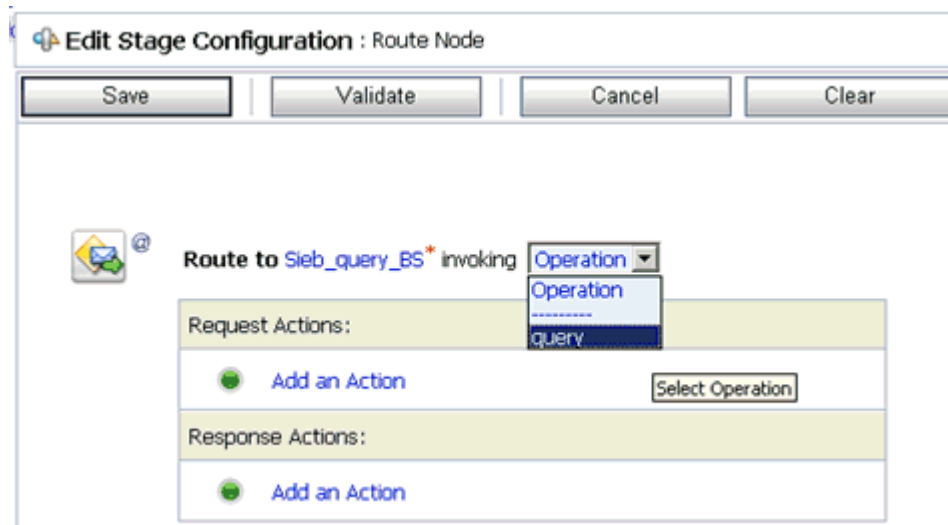 Edit Stage Configuration : Route Node
Save Validate Cancel Clear
@ Route to Sieb_query_BS* invoking Operation
Operation
---------
query
Request Actions:
Add an Action
Select Operation
Response Actions:
Add an Action